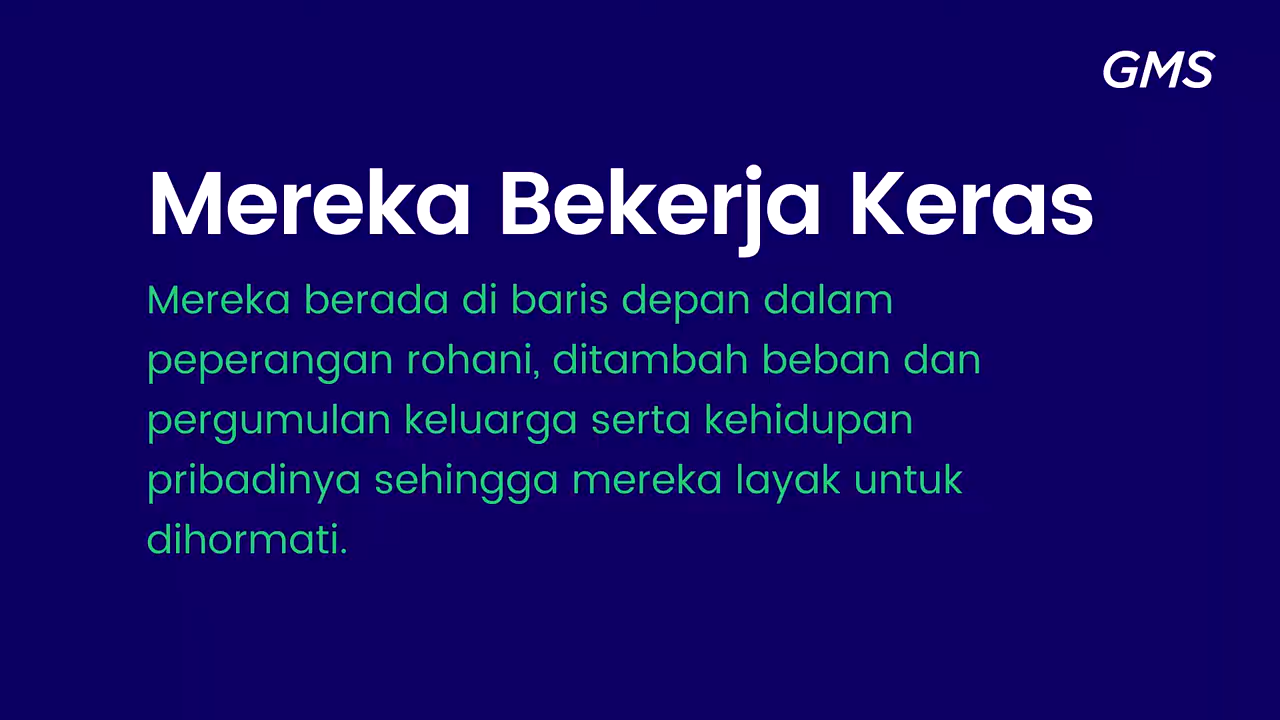 GMS
Mereka Bekerja Keras
Mereka berada di baris depan dalam
peperangan rohani, ditambah beban dan
pergumulan keluarga serta kehidupan
pribadinya sehingga mereka layak untuk
dihormati.